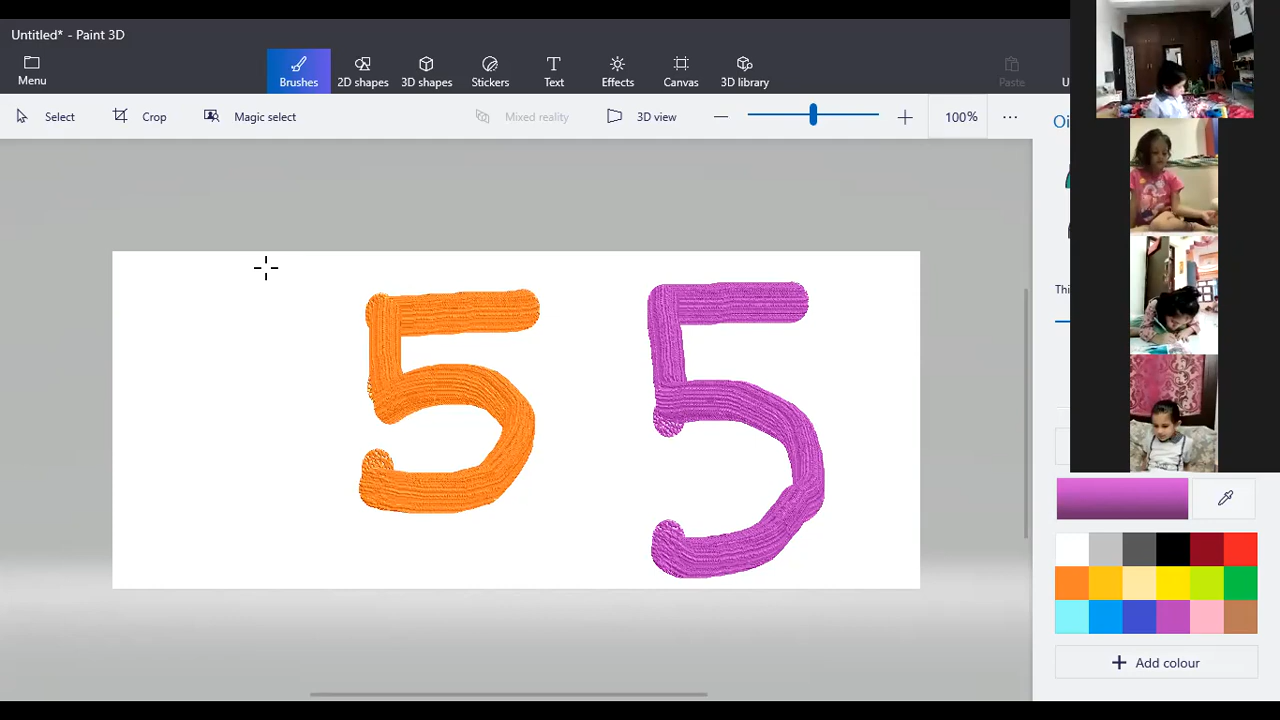 Untitled* - Paint 3D
Menu
Brushes
2D shapes
3D shapes
Stickers
Text
Effects
Canvas
3D library
Paste
Select
Crop
Magic select
Mixed reality
3D view
100%
5 5
Add colour